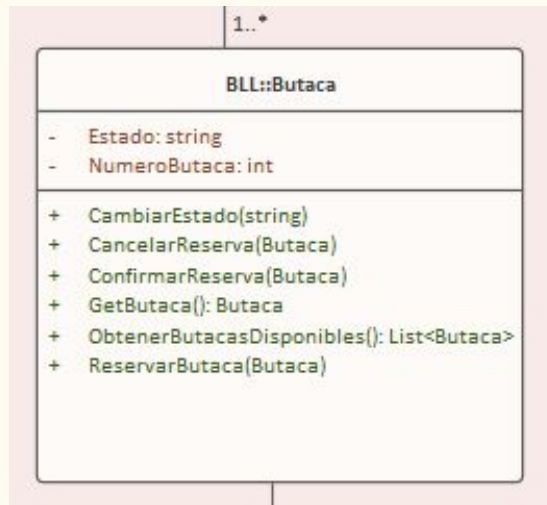 1..*
BLL::Butaca
- Estado: string
- NumeroButaca: int
+ CambiarEstado(string)
+ CancelarReserva(Butaca)
+ ConfirmarReserva(Butaca)
+ GetButaca(): Butaca
+ ObtenerButacasDisponibles(): List<Butaca>
+ ReservarButaca(Butaca)